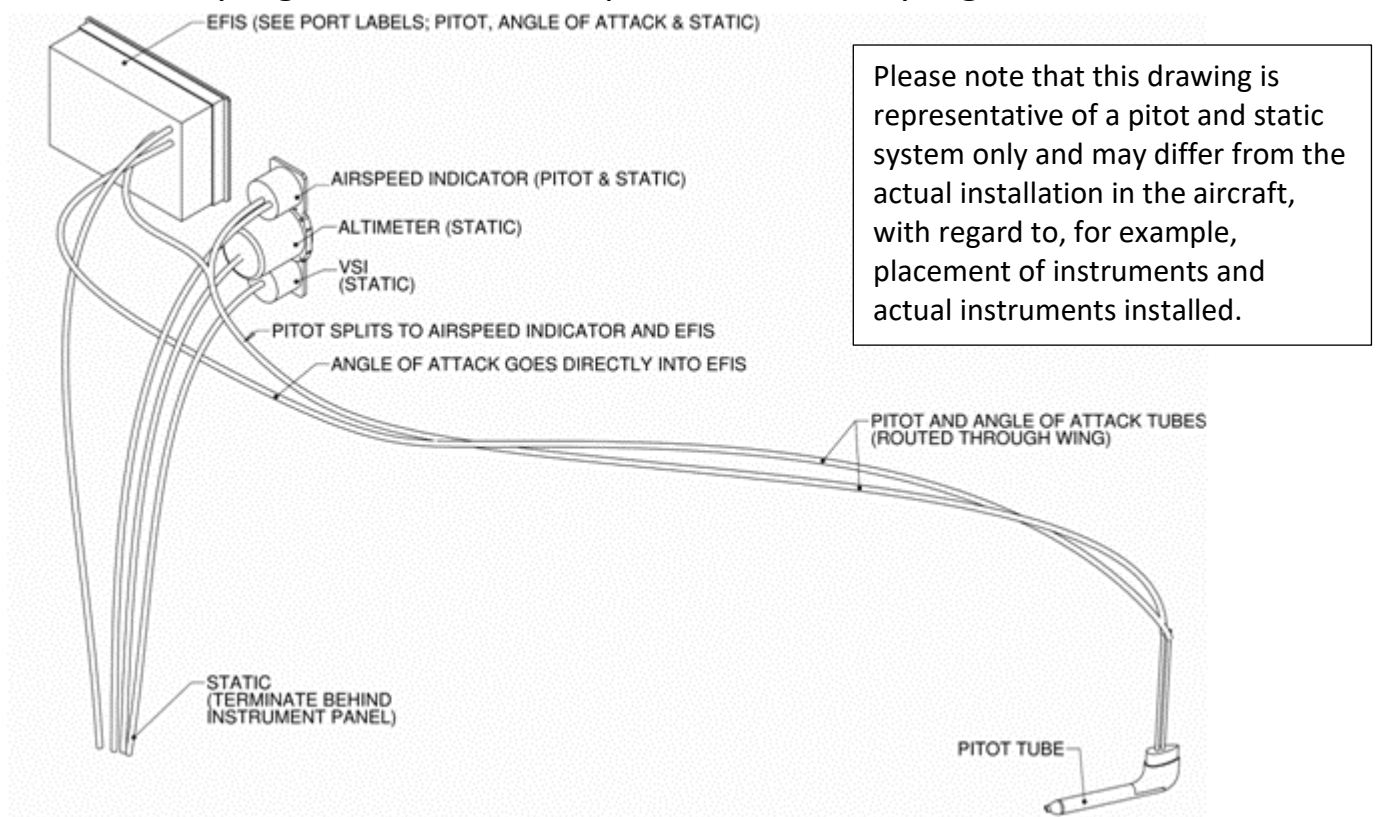 EFIS (SEE PORT LABELS; PITOT, ANGLE OF ATTACK & STATIC)
Please note that this drawing is
representative of a pitot and static
system only and may differ from the
actual installation in the aircraft,
with regard to, for example,
placement of instruments and
actual instruments installed.
AIRSPEED INDICATOR (PITOT & STATIC)
ALTIMETER (STATIC)
VSI
(STATIC)
PITOT SPLITS TO AIRSPEED INDICATOR AND EFIS
ANGLE OF ATTACK GOES DIRECTLY INTO EFIS
PITOT AND ANGLE OF ATTACK TUBES
(ROUTED THROUGH WING)
STATIC
(TERMINATE BEHIND
INSTRUMENT PANEL)
PITOT TUBE